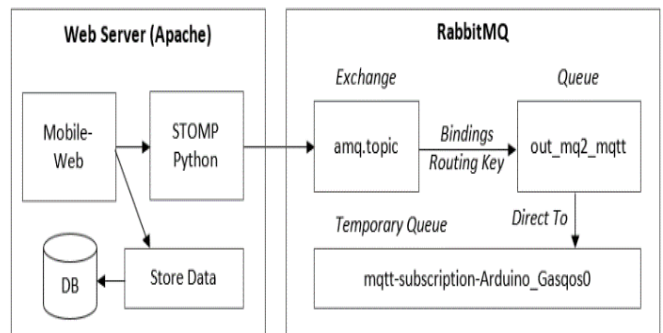 Web Server (Apache)
Mobile-
Web
STOMP
Python
DB
Store Data
RabbitMQ
Exchange
Queue
amq.topic
Bindings
Routing Key
out_mq2_mqtt
Temporary Queue
Direct To
mqtt-subscription-Arduino_Gasqos0